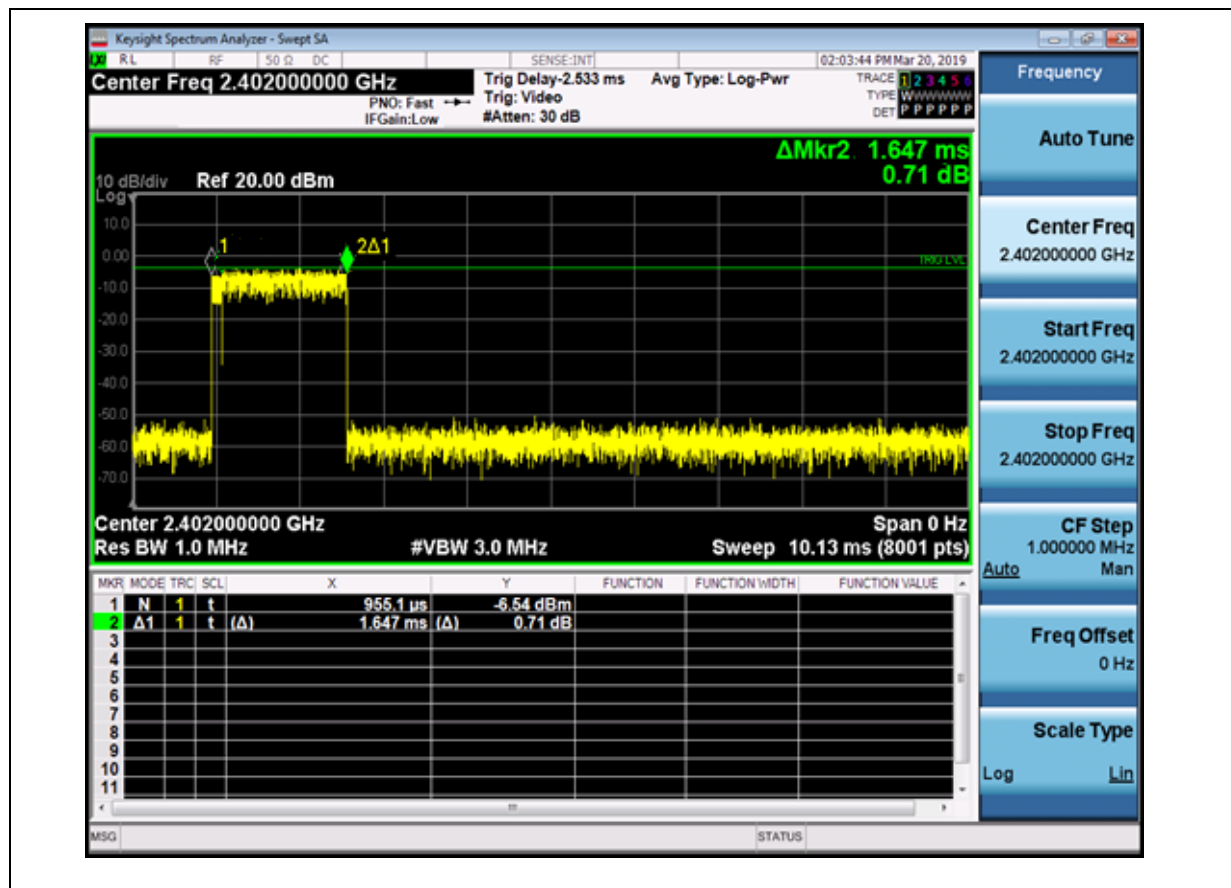 Keysight Spectrum Analyzer - Swept SA
LXI RL RF 50 Ω DC SENSE:INT 02:03:44 PM Mar 20, 2019
Center Freq 2.402000000 GHz
PNO: Fast
IFGain:Low
Trig Delay-2.533 ms
Trig: Video
#Atten: 30 dB
Avg Type: Log-Pwr
TRACE 1 2 3 4 5 6
TYPE WWWWWW
DET P P P P P P
ΔMkr2 1.647 ms
0.71 dB
10 dB/div Ref 20.00 dBm
Log
10.0
0.00
-10.0
-20.0
-30.0
-40.0
-50.0
-60.0
-70.0
1
2Δ1
TRIG LVL
Center 2.402000000 GHz Span 0 Hz
Res BW 1.0 MHz #VBW 3.0 MHz Sweep 10.13 ms (8001 pts)
MKR MODE TRC SCL X Y FUNCTION FUNCTION WIDTH FUNCTION VALUE
1 N 1 t 955.1 µs -6.54 dBm
2 Δ1 1 t (Δ) 1.647 ms (Δ) 0.71 dB
3
4
5
6
7
8
9
10
11
MSG STATUS
Frequency
Auto Tune
Center Freq
2.402000000 GHz
Start Freq
2.402000000 GHz
Stop Freq
2.402000000 GHz
CF Step
1.000000 MHz
Auto Man
Freq Offset
0 Hz
Scale Type
Log Lin